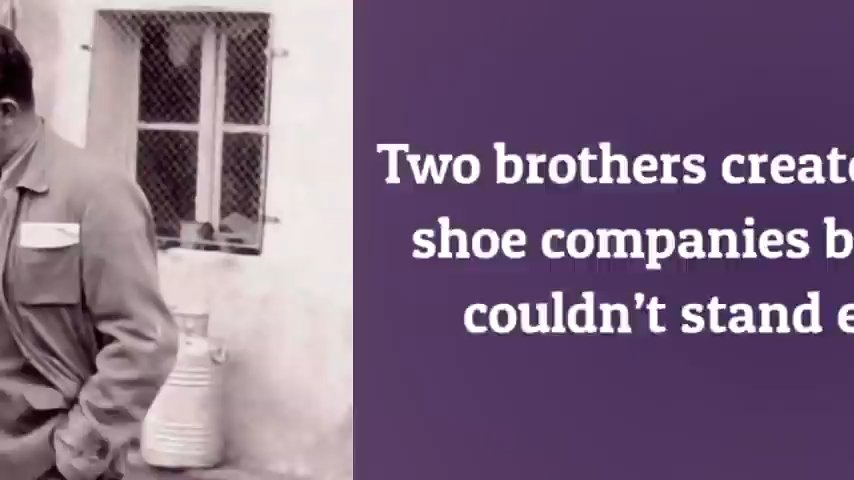 Two brothers create
shoe companies b
couldn't stand e